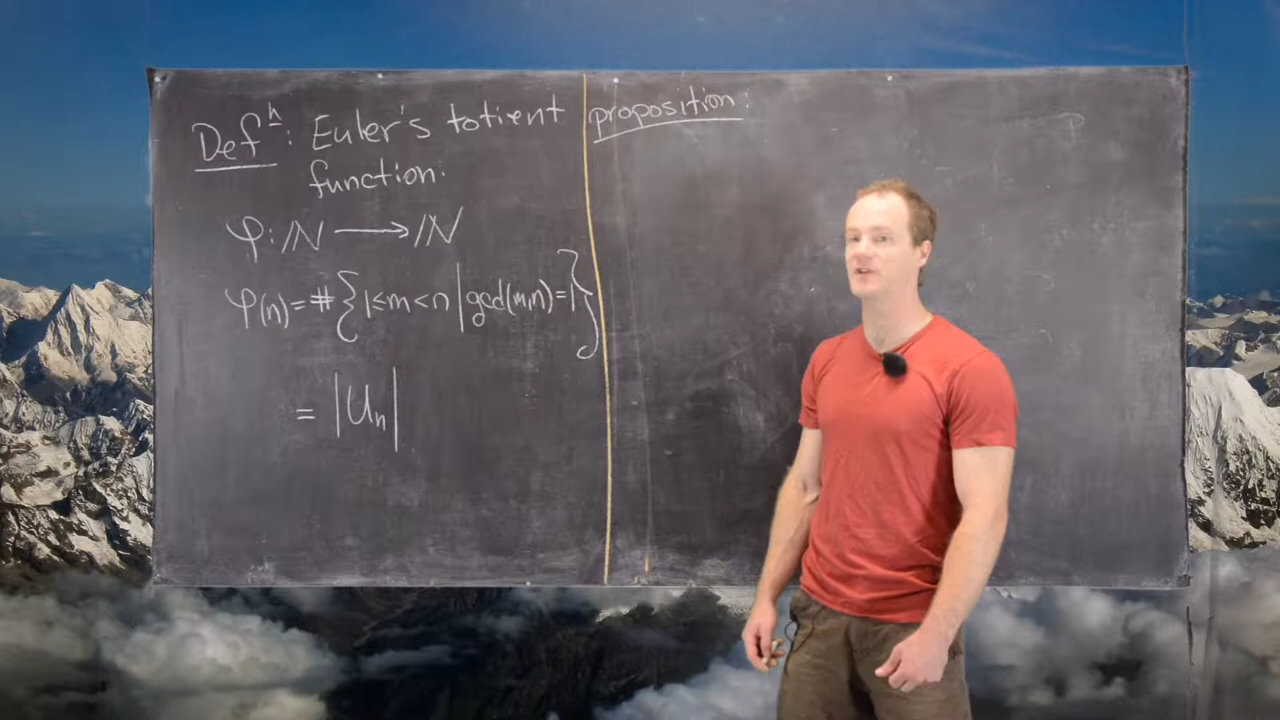 Defⁿ: Euler's totient
function:
φ: ℕ ⟶ ℕ
φ(n) = #{1≤m<n | gcd(m,n)=1}
= |Uₙ|
proposition: